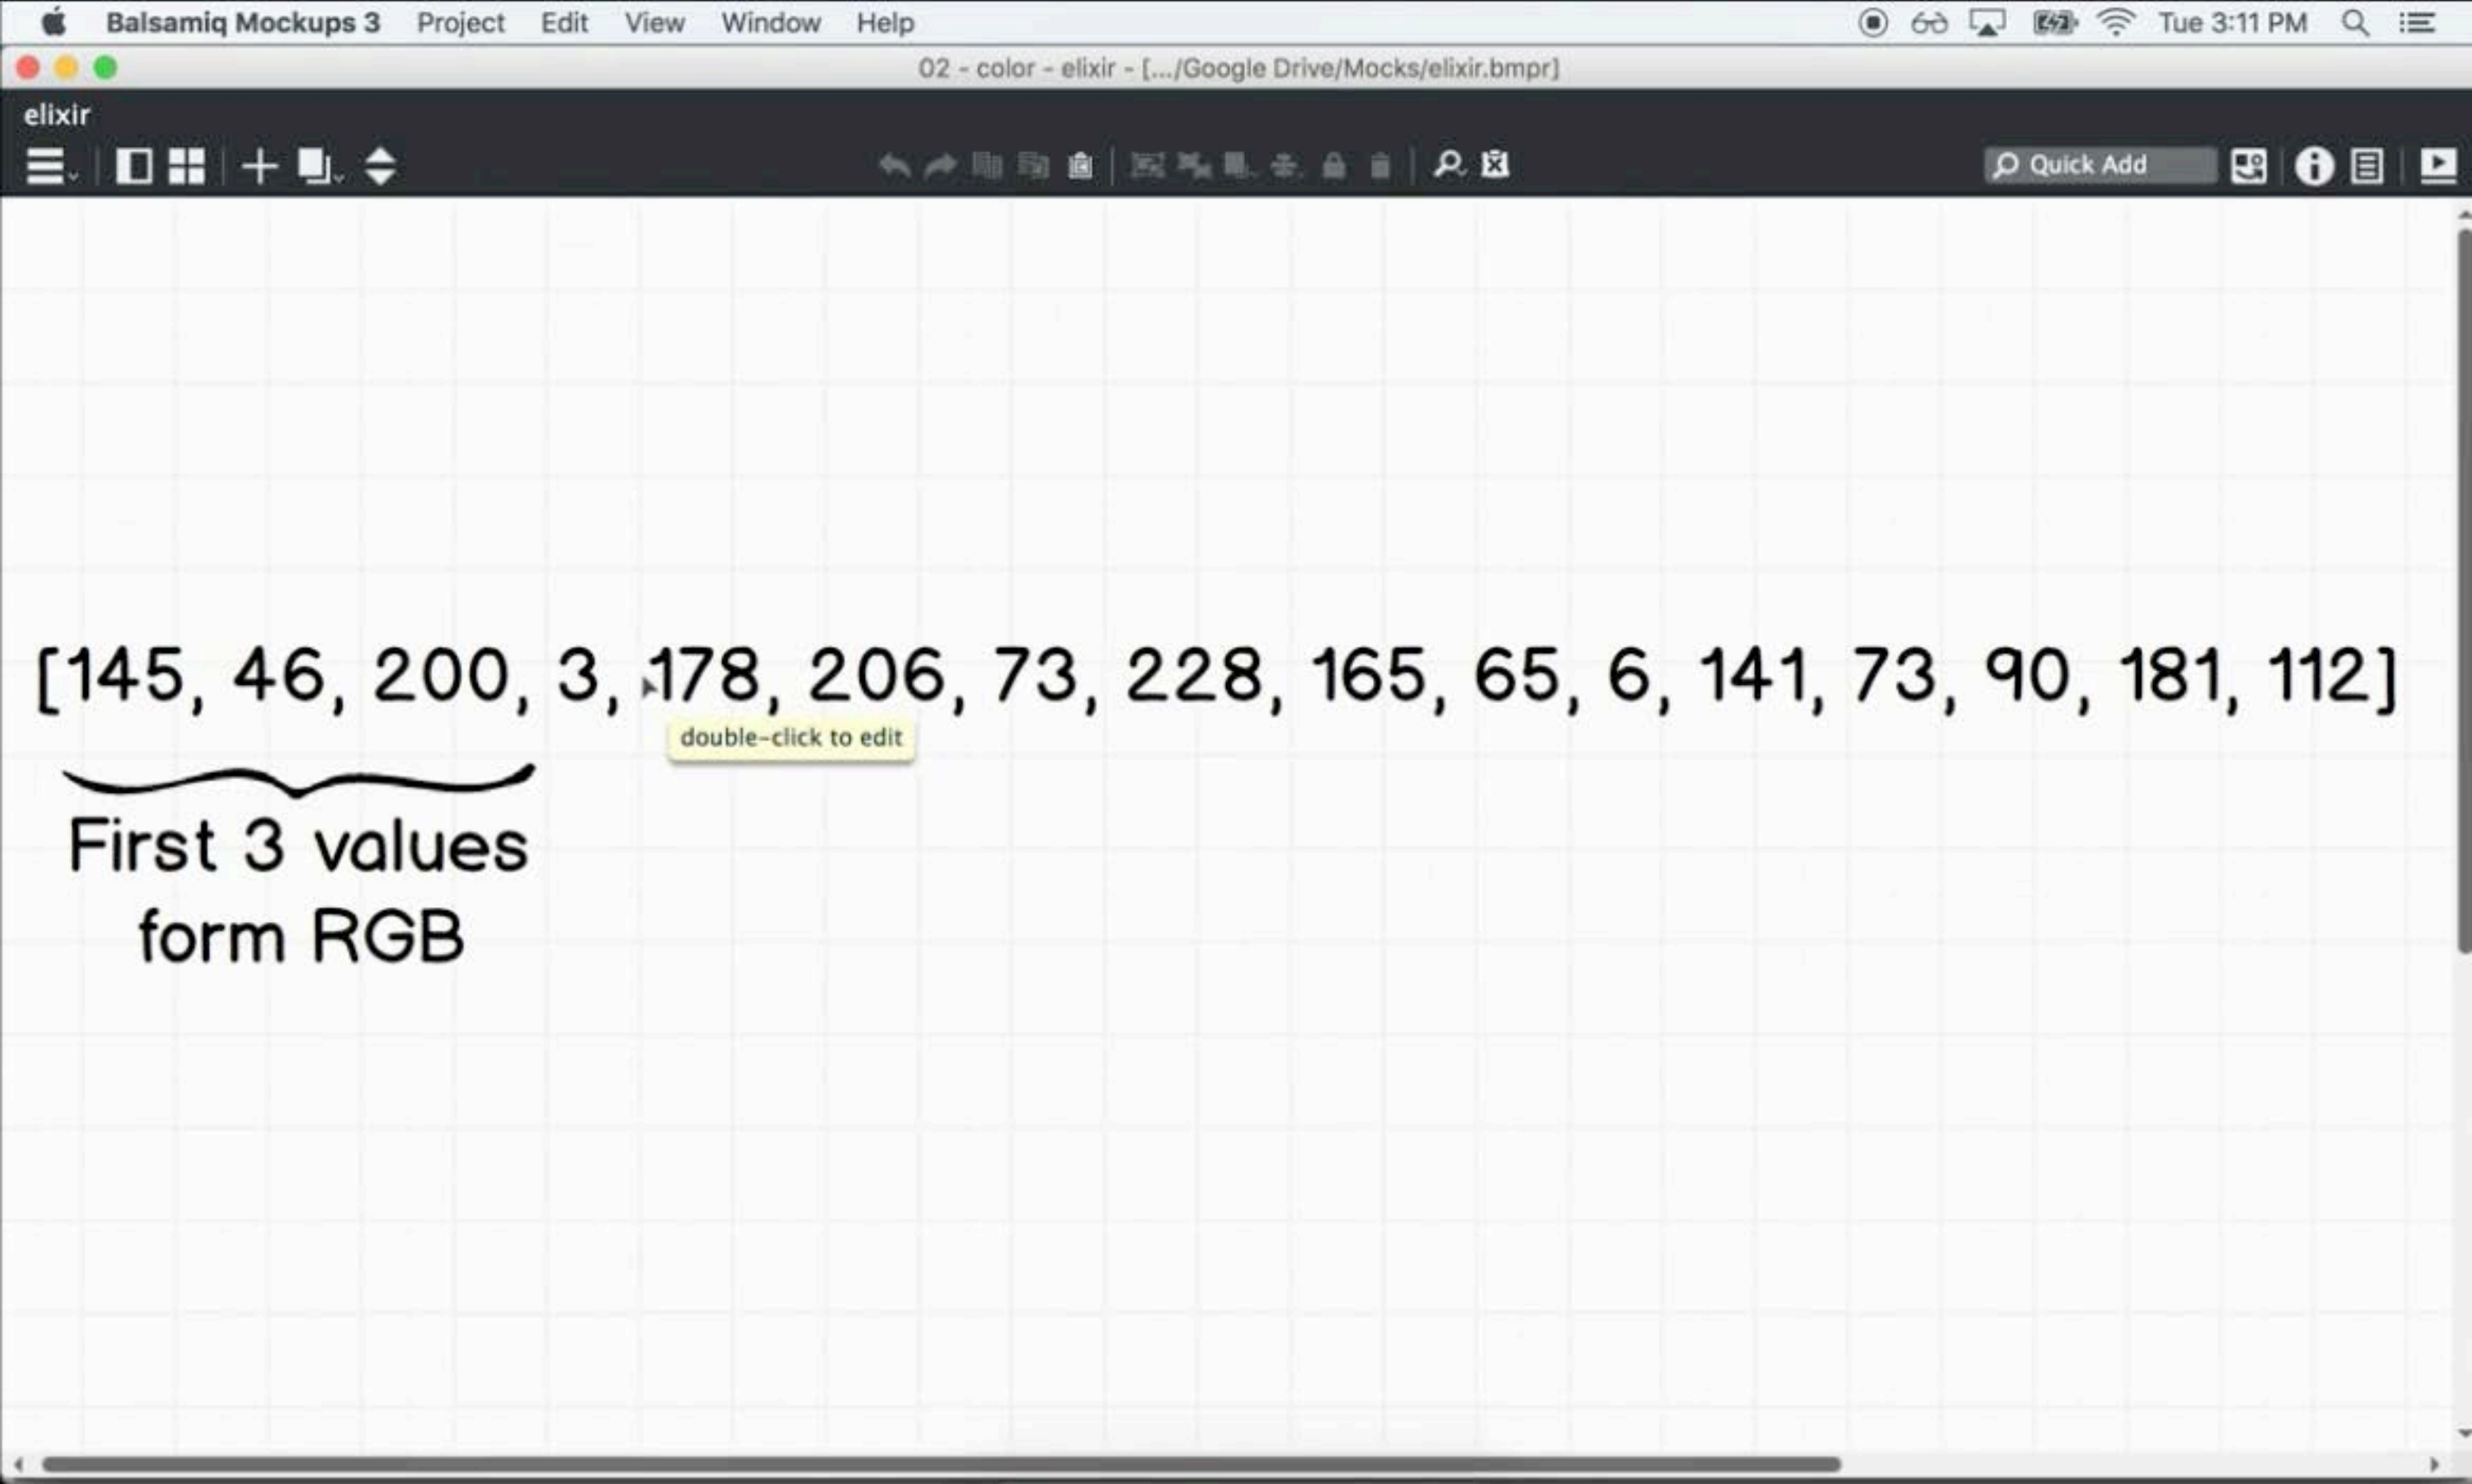 Balsamiq Mockups 3 Project Edit View Window Help Tue 3:11 PM
02 - color - elixir - [.../Google Drive/Mocks/elixir.bmpr]
elixir
Quick Add
[145, 46, 200, 3, 178, 206, 73, 228, 165, 65, 6, 141, 73, 90, 181, 112]
double-click to edit
First 3 values
form RGB